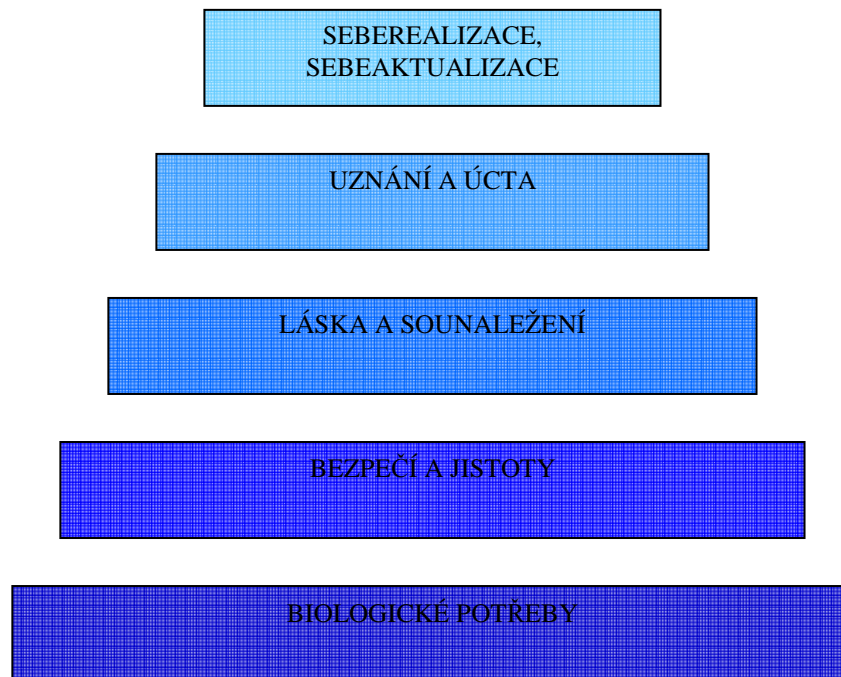 SEBEREALIZACE,
SEBEAKTUALIZACE
UZNÁNÍ A ÚCTA
LÁSKA A SOUNALEŽENÍ
BEZPEČÍ A JISTOTY
BIOLOGICKÉ POTŘEBY